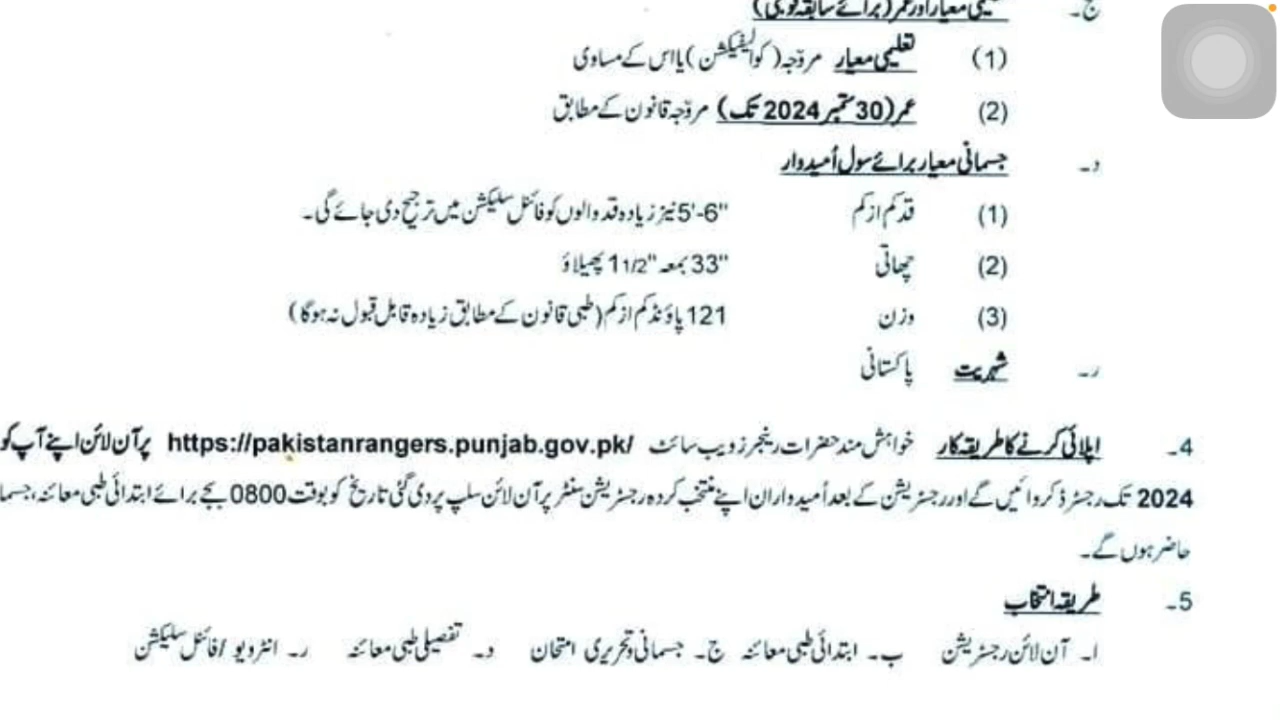 ج۔ تعلیمی معیار اور عمر (برائے سابقہ فوجی)
(1) تعلیمی معیار مروّجہ (کوالیفیکشن) یا اس کے مساوی
(2) عمر (30 ستمبر 2024 تک) مروّجہ قانون کے مطابق
د۔ جسمانی معیار برائے سول اُمیدوار
(1) قد کم از کم "6-'5 نیز زیادہ قد والوں کو فائنل سلیکشن میں ترجیح دی جائے گی۔
(2) چھاتی "33 بمعہ "1 1/2 پھیلاؤ
(3) وزن 121 پاؤنڈ کم از کم (طبی قانون کے مطابق زیادہ قابل قبول نہ ہوگا)
ر۔ شہریت پاکستانی
4۔ اپلائی کرنے کا طریقہ کار خواہش مند حضرات رینجرز ویب سائٹ https://pakistanrangers.punjab.gov.pk/ پر آن لائن اپنے آپ کو
2024 تک رجسٹرڈ کروائیں گے اور رجسٹریشن کے بعد اُمیدواران اپنے منتخب کردہ رجسٹریشن سنٹر پر آن لائن سلپ پر دی گئی تاریخ کو بوقت 0800 بجے برائے ابتدائی طبی معائنہ، جسما
حاضر ہوں گے۔
5۔ طریقہ انتخاب
ا۔ آن لائن رجسٹریشن ب۔ ابتدائی طبی معائنہ ج۔ جسمانی وتحریری امتحان د۔ تفصیلی طبی معائنہ ر۔ انٹرویو / فائنل سلیکشن